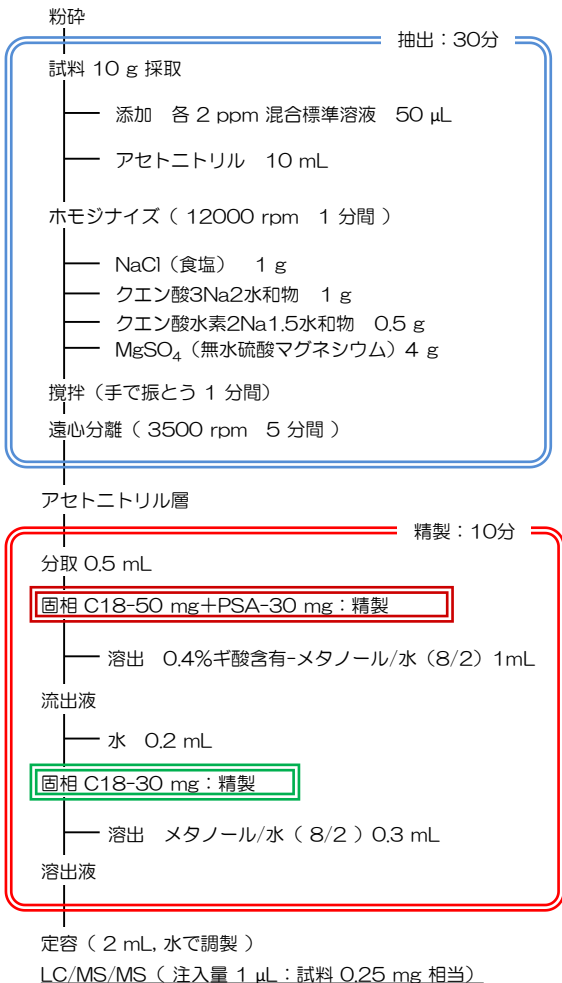 粉砕
抽出：30分
試料 10 g 採取
添加　各 2 ppm 混合標準溶液　50 μL
アセトニトリル　10 mL
ホモジナイズ（ 12000 rpm　1 分間 ）
NaCl（食塩）　1 g
クエン酸3Na2水和物　1 g
クエン酸水素2Na1.5水和物　0.5 g
MgSO₄（無水硫酸マグネシウム）4 g
撹拌（手で振とう 1 分間）
遠心分離（ 3500 rpm　5 分間 ）
アセトニトリル層
精製：10分
分取 0.5 mL
固相 C18-50 mg＋PSA-30 mg：精製
溶出　0.4%ギ酸含有-メタノール/水（8/2）1mL
流出液
水　0.2 mL
固相 C18-30 mg：精製
溶出　メタノール/水（ 8/2 ）0.3 mL
溶出液
定容（ 2 mL, 水で調製 ）
LC/MS/MS（ 注入量 1 μL：試料 0.25 mg 相当）